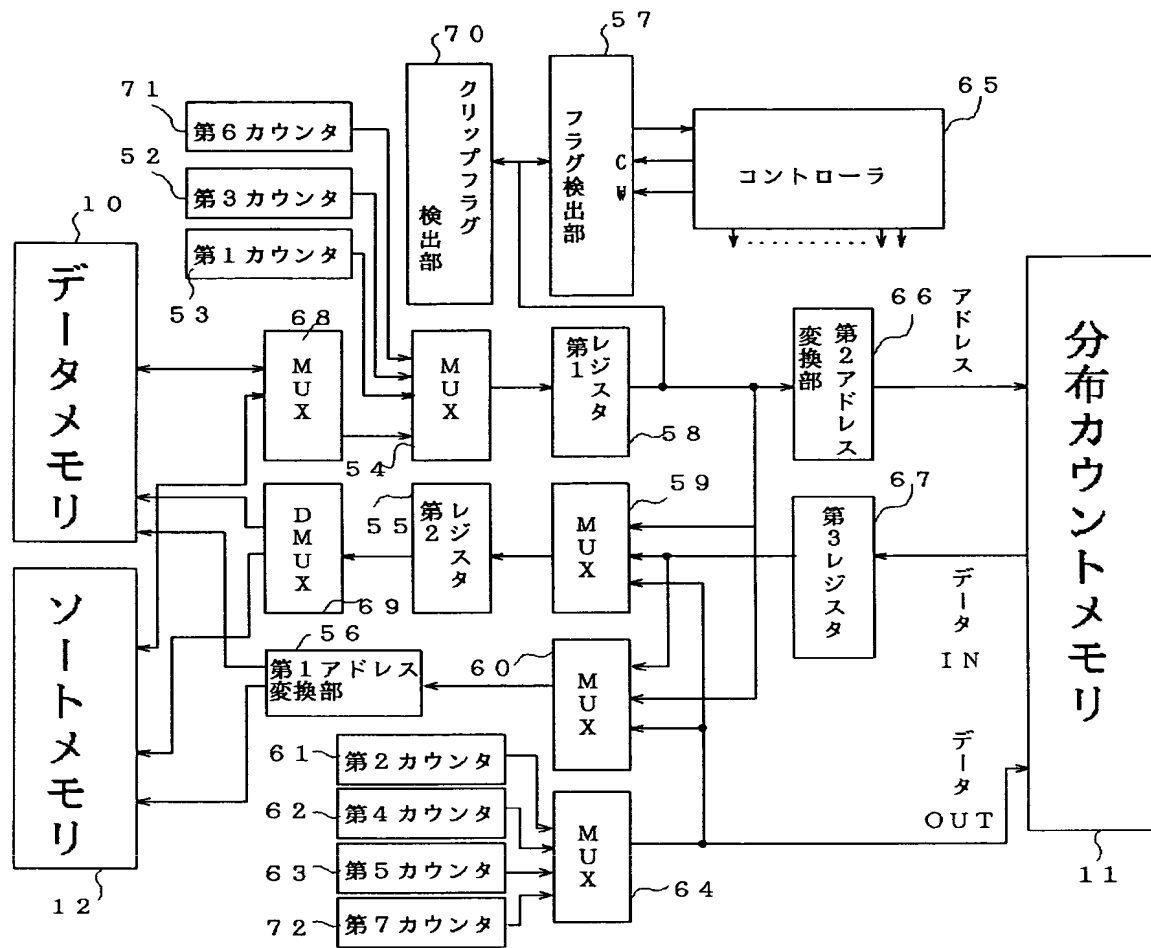 70
クリップフラグ
検出部
57
フラグ検出部
C
W
65
コントローラ
71
第6カウンタ
52
第3カウンタ
第1カウンタ
53
10
データメモリ
68
MUX
54
MUX
第1
レジスタ
58
66
第2アドレス
変換部
アドレス
分布カウントメモリ
11
DMUX
69
55
第2
レジスタ
59
MUX
67
第3レジスタ
データ
IN
56
第1アドレス
変換部
60
MUX
ソートメモリ
12
61
第2カウンタ
62
第4カウンタ
63
第5カウンタ
72
第7カウンタ
MUX
64
データ
OUT